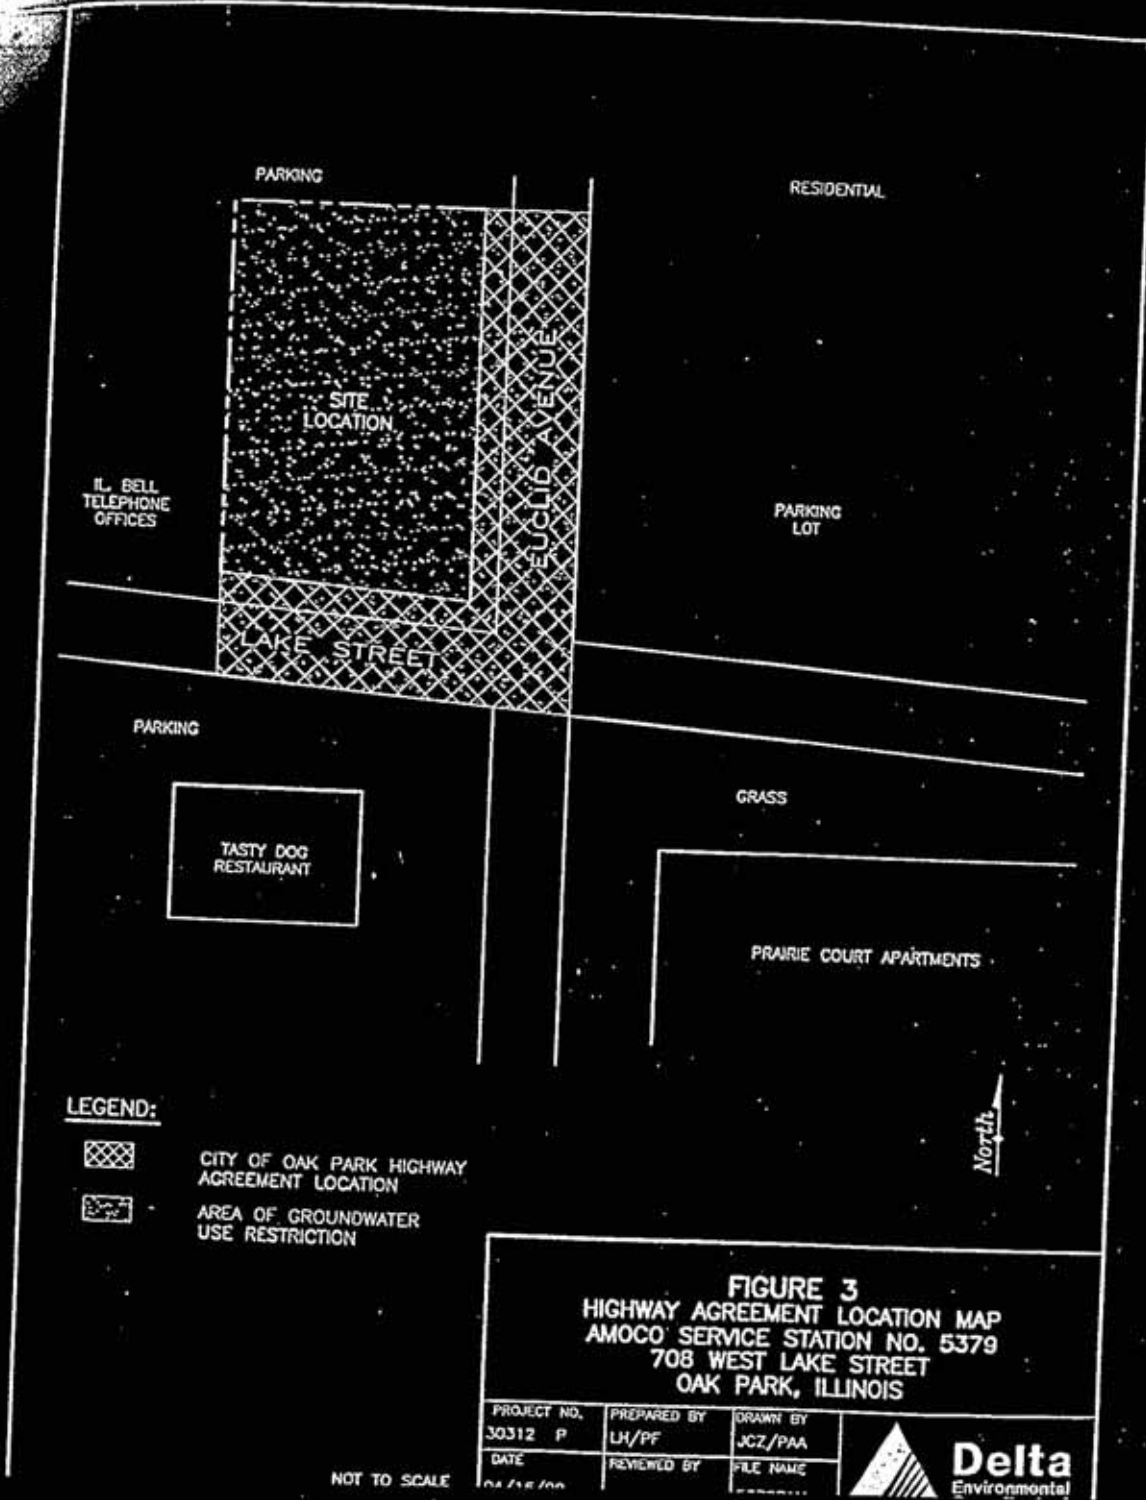 PARKING
RESIDENTIAL
SITE
LOCATION
EUCLID AVENUE
IL. BELL
TELEPHONE
OFFICES
PARKING
LOT
LAKE STREET
PARKING
GRASS
TASTY DOG
RESTAURANT
PRAIRIE COURT APARTMENTS
North
LEGEND:
CITY OF OAK PARK HIGHWAY
AGREEMENT LOCATION
AREA OF GROUNDWATER
USE RESTRICTION
FIGURE 3
HIGHWAY AGREEMENT LOCATION MAP
AMOCO SERVICE STATION NO. 5379
708 WEST LAKE STREET
OAK PARK, ILLINOIS
PROJECT NO.
30312 P
PREPARED BY
LH/PF
DRAWN BY
JCZ/PAA
DATE
REVIEWED BY
FILE NAME
Delta
Environmental
NOT TO SCALE